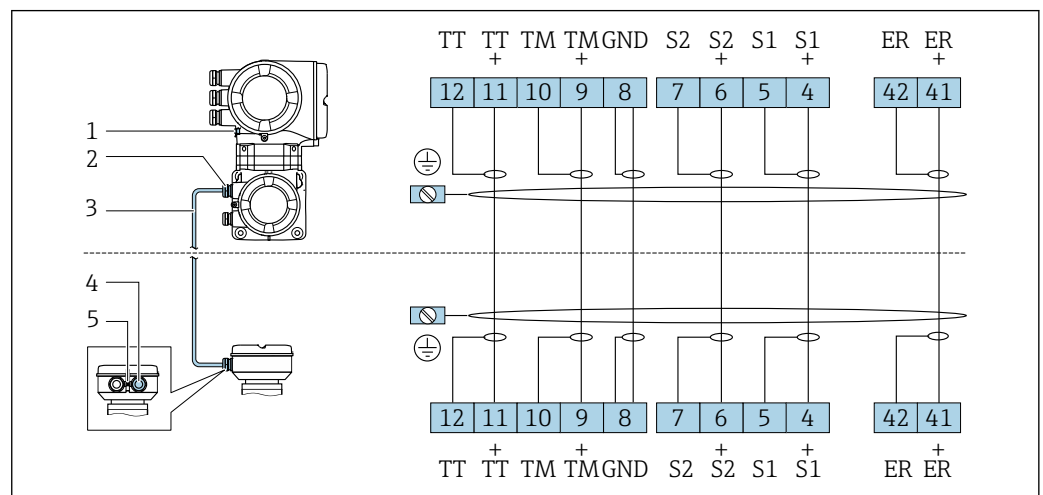 TT TT TM TM GND S2 S2 S1 S1 ER ER
+ + + + +
12 11 10 9 8 7 6 5 4 42 41
1
2
3
4
5
12 11 10 9 8 7 6 5 4 42 41
+ + + + +
TT TT TM TM GND S2 S2 S1 S1 ER ER